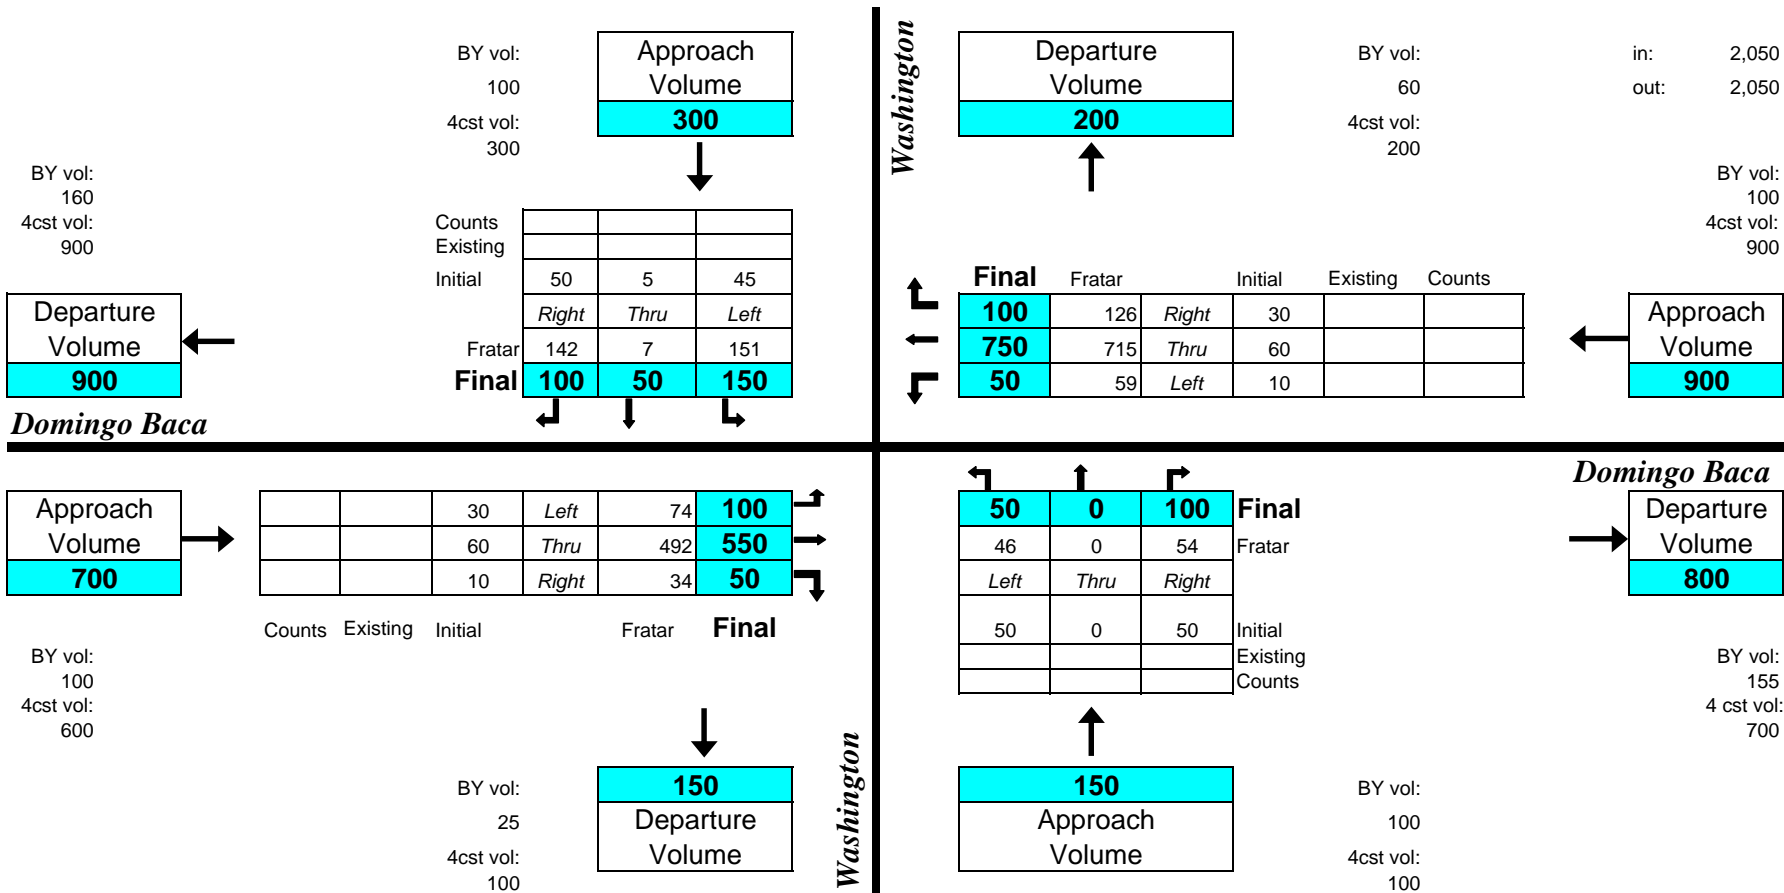 BY vol:
100
4cst vol:
300
Approach
Volume
300
Washington
Departure
Volume
200
BY vol:
60
4cst vol:
200
in: 2,050
out: 2,050
BY vol:
160
4cst vol:
900
BY vol:
100
4cst vol:
900
Counts
Existing
Initial 50 5 45
Right Thru Left
Fratar 142 7 151
Final 100 50 150
Final Fratar Initial Existing Counts
100 126 Right 30
750 715 Thru 60
50 59 Left 10
Departure
Volume
900
Approach
Volume
900
Domingo Baca
Domingo Baca
Approach
Volume
700
30 Left 74 100
60 Thru 492 550
10 Right 34 50
Counts Existing Initial Fratar Final
50 0 100 Final
46 0 54 Fratar
Left Thru Right
50 0 50 Initial
Existing
Counts
Departure
Volume
800
BY vol:
100
4cst vol:
600
BY vol:
155
4 cst vol:
700
BY vol:
25
4cst vol:
100
150
Departure
Volume
Washington
150
Approach
Volume
BY vol:
100
4cst vol:
100